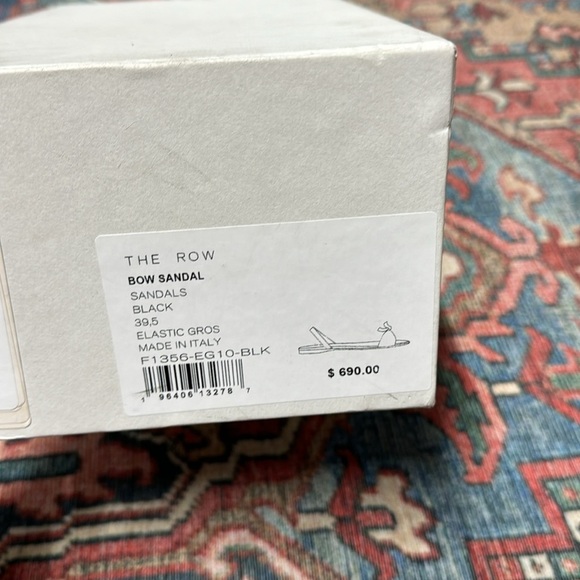 THE ROW
BOW SANDAL
SANDALS
BLACK
39,5
ELASTIC GROS
MADE IN ITALY
F1356-EG10-BLK
$ 690.00
1 96406 13278 7